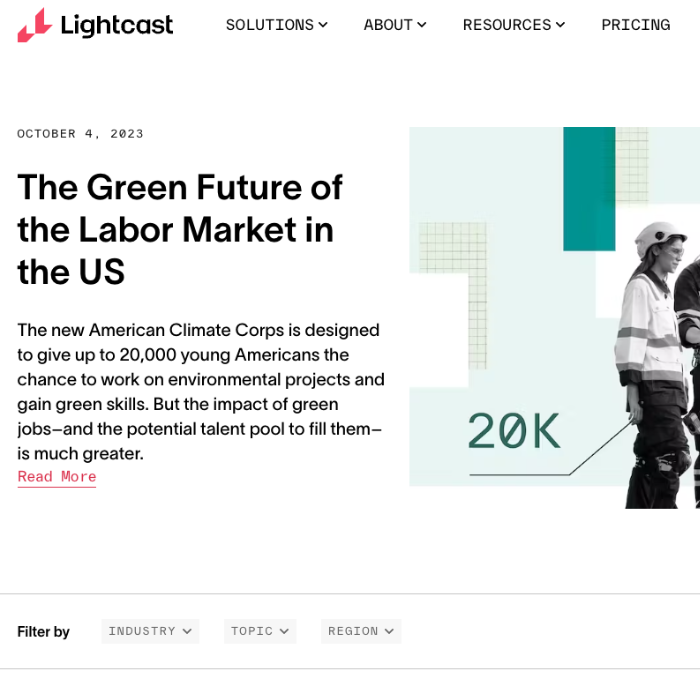 Lightcast
SOLUTIONS
ABOUT
RESOURCES
PRICING
OCTOBER 4, 2023
The Green Future of
the Labor Market in
the US
The new American Climate Corps is designed
to give up to 20,000 young Americans the
chance to work on environmental projects and
gain green skills. But the impact of green
jobs—and the potential talent pool to fill them—
is much greater.
Read More
20K
Filter by
INDUSTRY
TOPIC
REGION